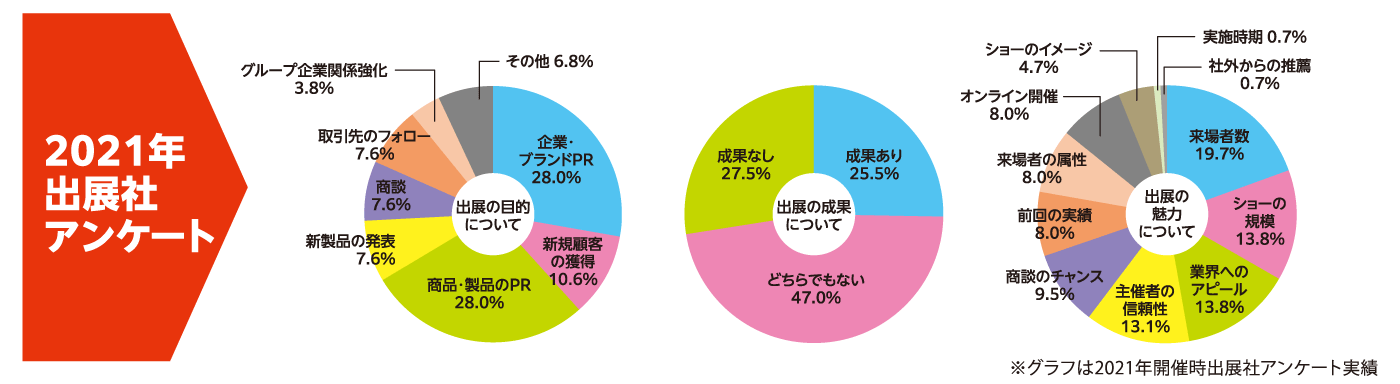 2021年
出展社
アンケート
出展の目的
について
企業・
ブランドPR
28.0%
新規顧客
の獲得
10.6%
商品・製品のPR
28.0%
新製品の発表
7.6%
商談
7.6%
取引先のフォロー
7.6%
グループ企業関係強化
3.8%
その他 6.8%
出展の成果
について
成果あり
25.5%
どちらでもない
47.0%
成果なし
27.5%
出展の
魅力
について
来場者数
19.7%
ショーの
規模
13.8%
業界への
アピール
13.8%
主催者の
信頼性
13.1%
商談のチャンス
9.5%
前回の実績
8.0%
来場者の属性
8.0%
オンライン開催
8.0%
ショーのイメージ
4.7%
実施時期 0.7%
社外からの推薦
0.7%
※グラフは2021年開催時出展社アンケート実績